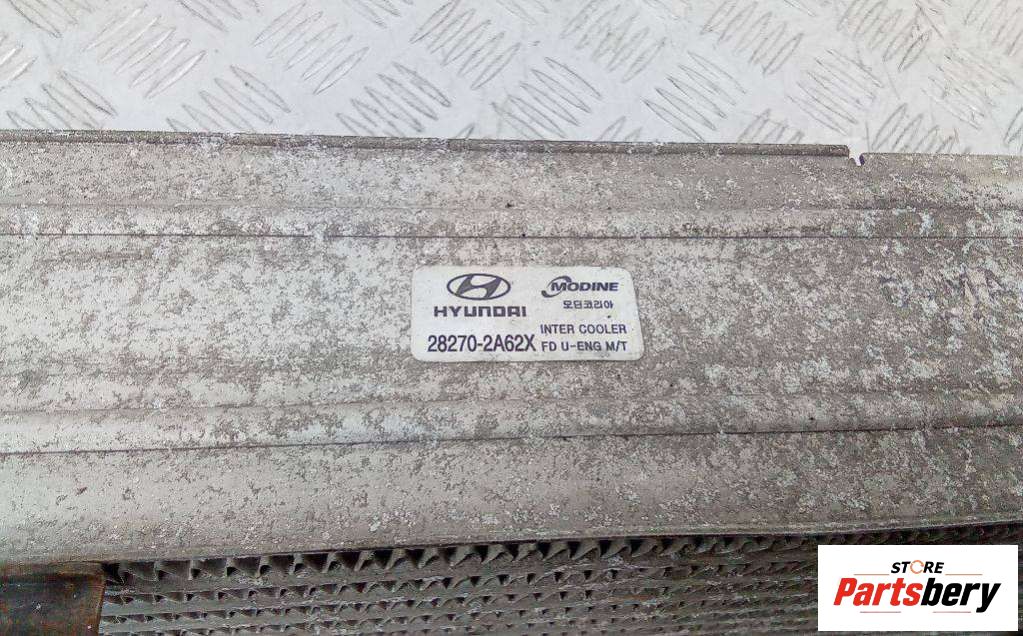 HYUNDAI
MODINE
모딘코리아
28270-2A62X
INTER COOLER
FD U-ENG M/T
STORE
Partsbery